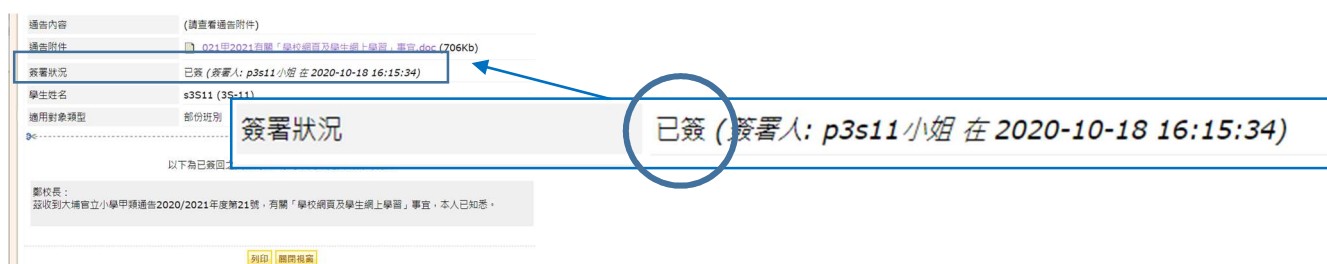 通告內容 (請查看通告附件)
通告附件 021甲2021有關「學校網頁及學生網上學習」事宜.doc (706Kb)
簽署狀況 已簽 (簽署人: p3s11小姐 在 2020-10-18 16:15:34)
學生姓名 s3S11 (3S-11)
適用對象類型 部份班別
簽署狀況 已簽 (簽署人: p3s11小姐 在 2020-10-18 16:15:34)
以下為已簽回之
鄭校長：
茲收到大埔官立小學甲類通告2020/2021年度第21號，有關「學校網頁及學生網上學習」事宜，本人已知悉。
列印 關閉視窗